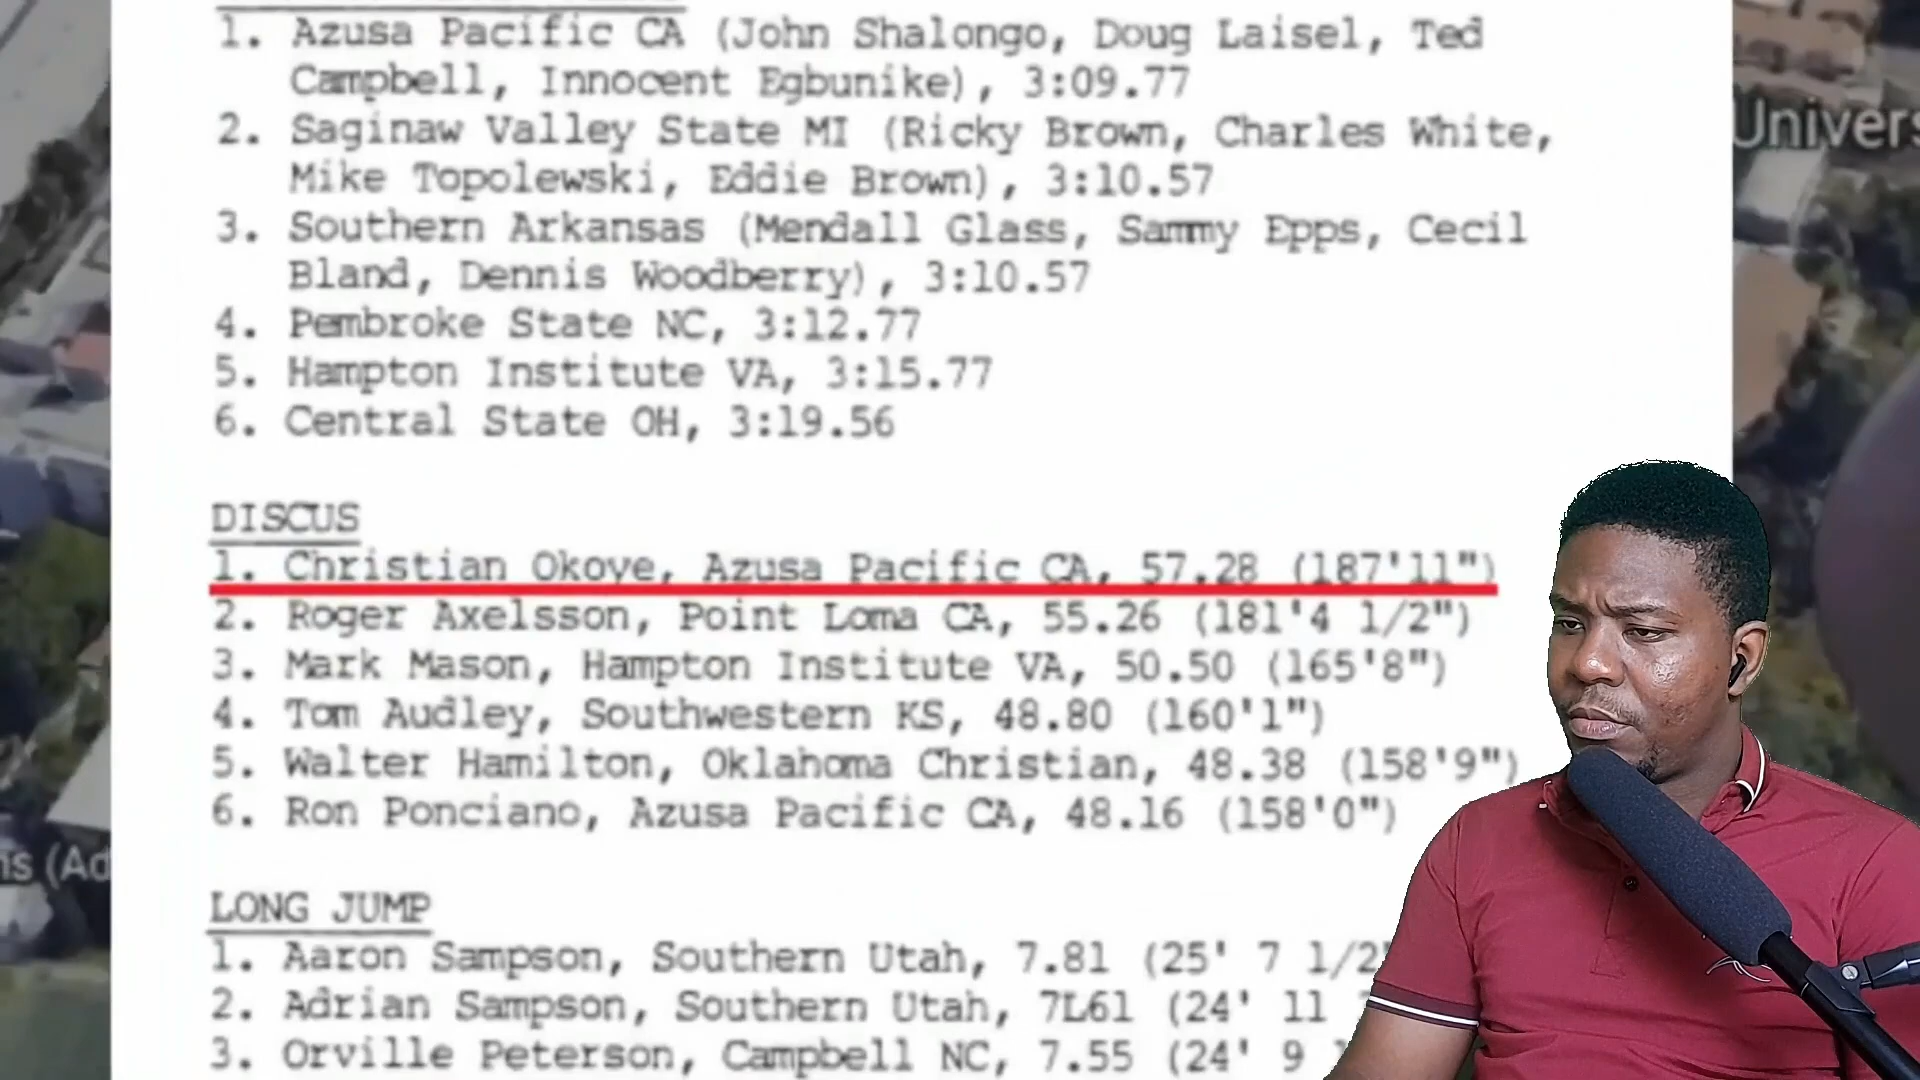 1. Azusa Pacific CA (John Shalongo, Doug Laisel, Ted
Campbell, Innocent Egbunike), 3:09.77
2. Saginaw Valley State MI (Ricky Brown, Charles White,
Mike Topolewski, Eddie Brown), 3:10.57
3. Southern Arkansas (Mendall Glass, Sammy Epps, Cecil
Bland, Dennis Woodberry), 3:10.57
4. Pembroke State NC, 3:12.77
5. Hampton Institute VA, 3:15.77
6. Central State OH, 3:19.56
DISCUS
1. Christian Okoye, Azusa Pacific CA, 57.28 (187'11")
2. Roger Axelsson, Point Loma CA, 55.26 (181'4 1/2")
3. Mark Mason, Hampton Institute VA, 50.50 (165'8")
4. Tom Audley, Southwestern KS, 48.80 (160'1")
5. Walter Hamilton, Oklahoma Christian, 48.38 (158'9")
6. Ron Ponciano, Azusa Pacific CA, 48.16 (158'0")
LONG JUMP
1. Aaron Sampson, Southern Utah, 7.81 (25' 7 1/2"
2. Adrian Sampson, Southern Utah, 7L61 (24' 11
3. Orville Peterson, Campbell NC, 7.55 (24' 9
Univers
ns (Ad